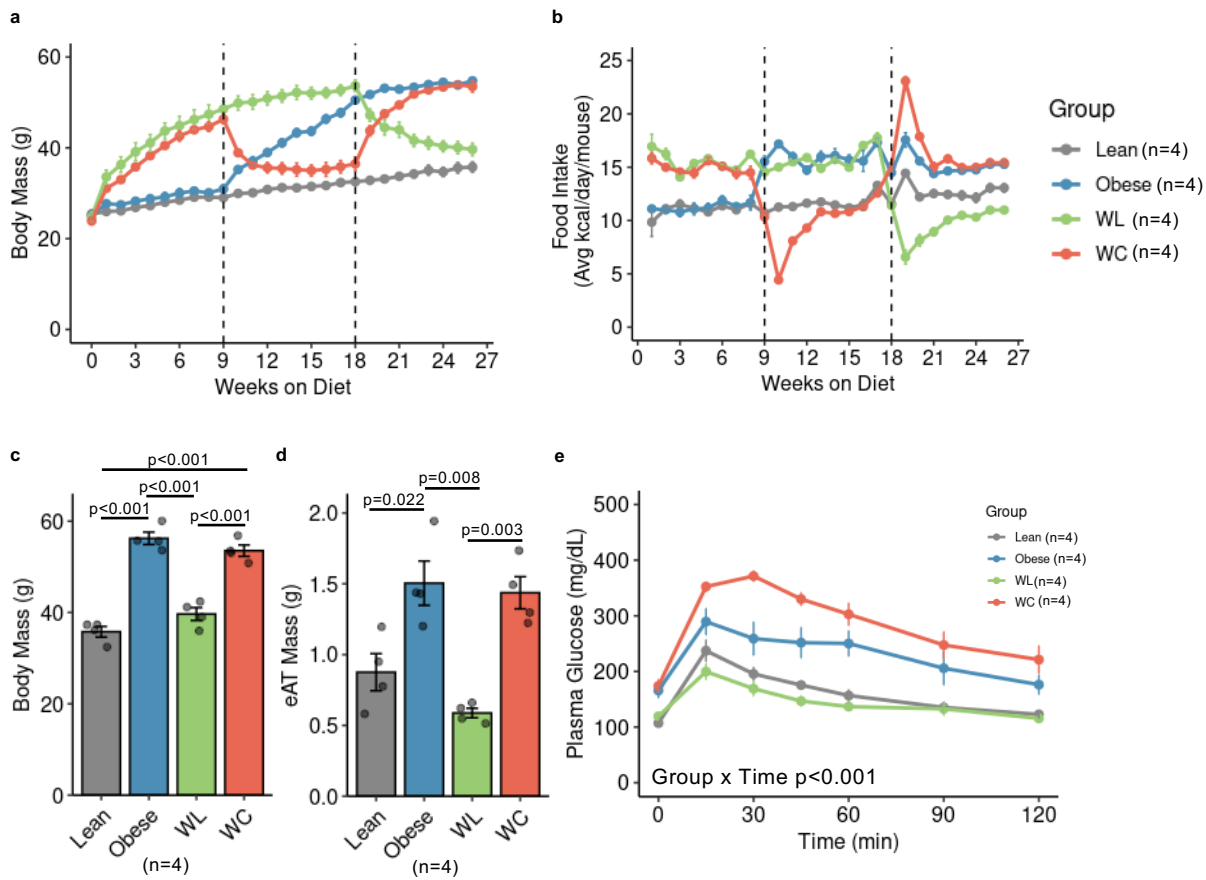 a
Body Mass (g)
60
40
20
0
0 3 6 9 12 15 18 21 24 27
Weeks on Diet
b
Food Intake
(Avg kcal/day/mouse)
25
20
15
10
5
0
0 3 6 9 12 15 18 21 24 27
Weeks on Diet
Group
Lean (n=4)
Obese (n=4)
WL (n=4)
WC (n=4)
c
p<0.001
p<0.001
p<0.001
p<0.001
Body Mass (g)
60
40
20
0
Lean Obese WL WC
(n=4)
d
p=0.008
p=0.022
p=0.003
eAT Mass (g)
2.0
1.5
1.0
0.5
0.0
Lean Obese WL WC
(n=4)
e
Plasma Glucose (mg/dL)
500
400
300
200
100
0
Group
Lean (n=4)
Obese (n=4)
WL (n=4)
WC (n=4)
Group x Time p<0.001
0 30 60 90 120
Time (min)